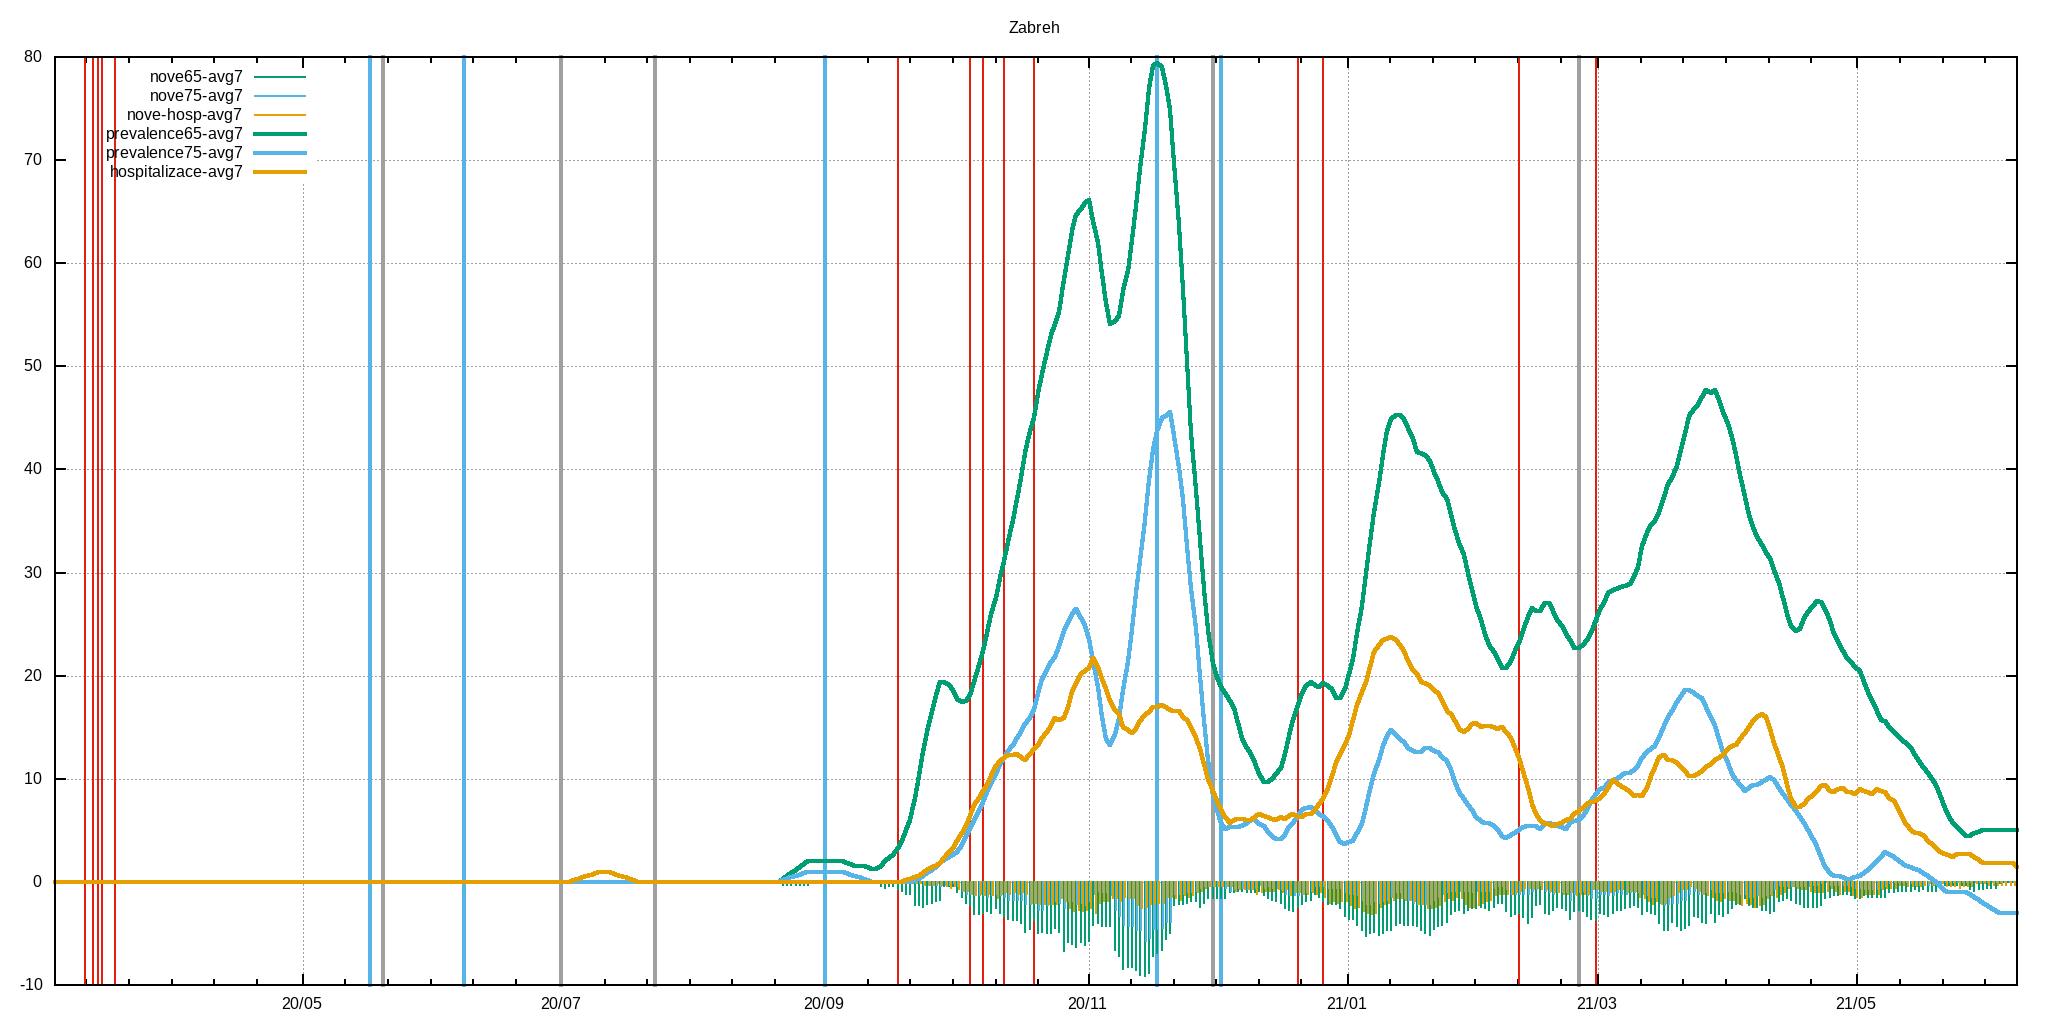 Zabreh
80
70
60
50
40
30
20
10
0
-10
nove65-avg7
nove75-avg7
nove-hosp-avg7
prevalence65-avg7
prevalence75-avg7
hospitalizace-avg7
20/05 20/07 20/09 20/11 21/01 21/03 21/05